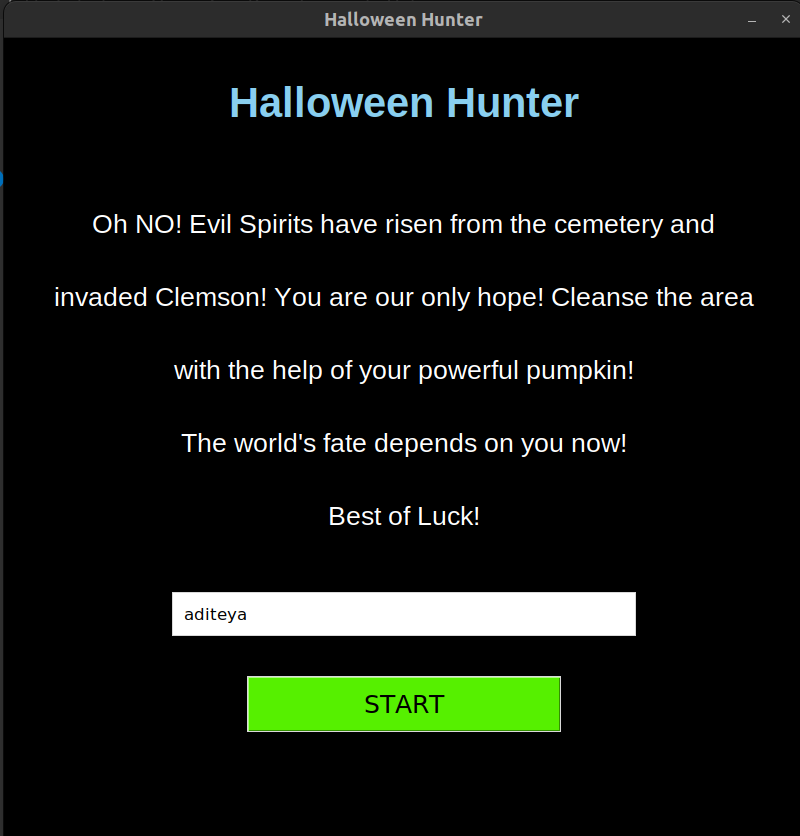 Halloween Hunter
Halloween Hunter
Oh NO! Evil Spirits have risen from the cemetery and
invaded Clemson! You are our only hope! Cleanse the area
with the help of your powerful pumpkin!
The world's fate depends on you now!
Best of Luck!
aditeya
START